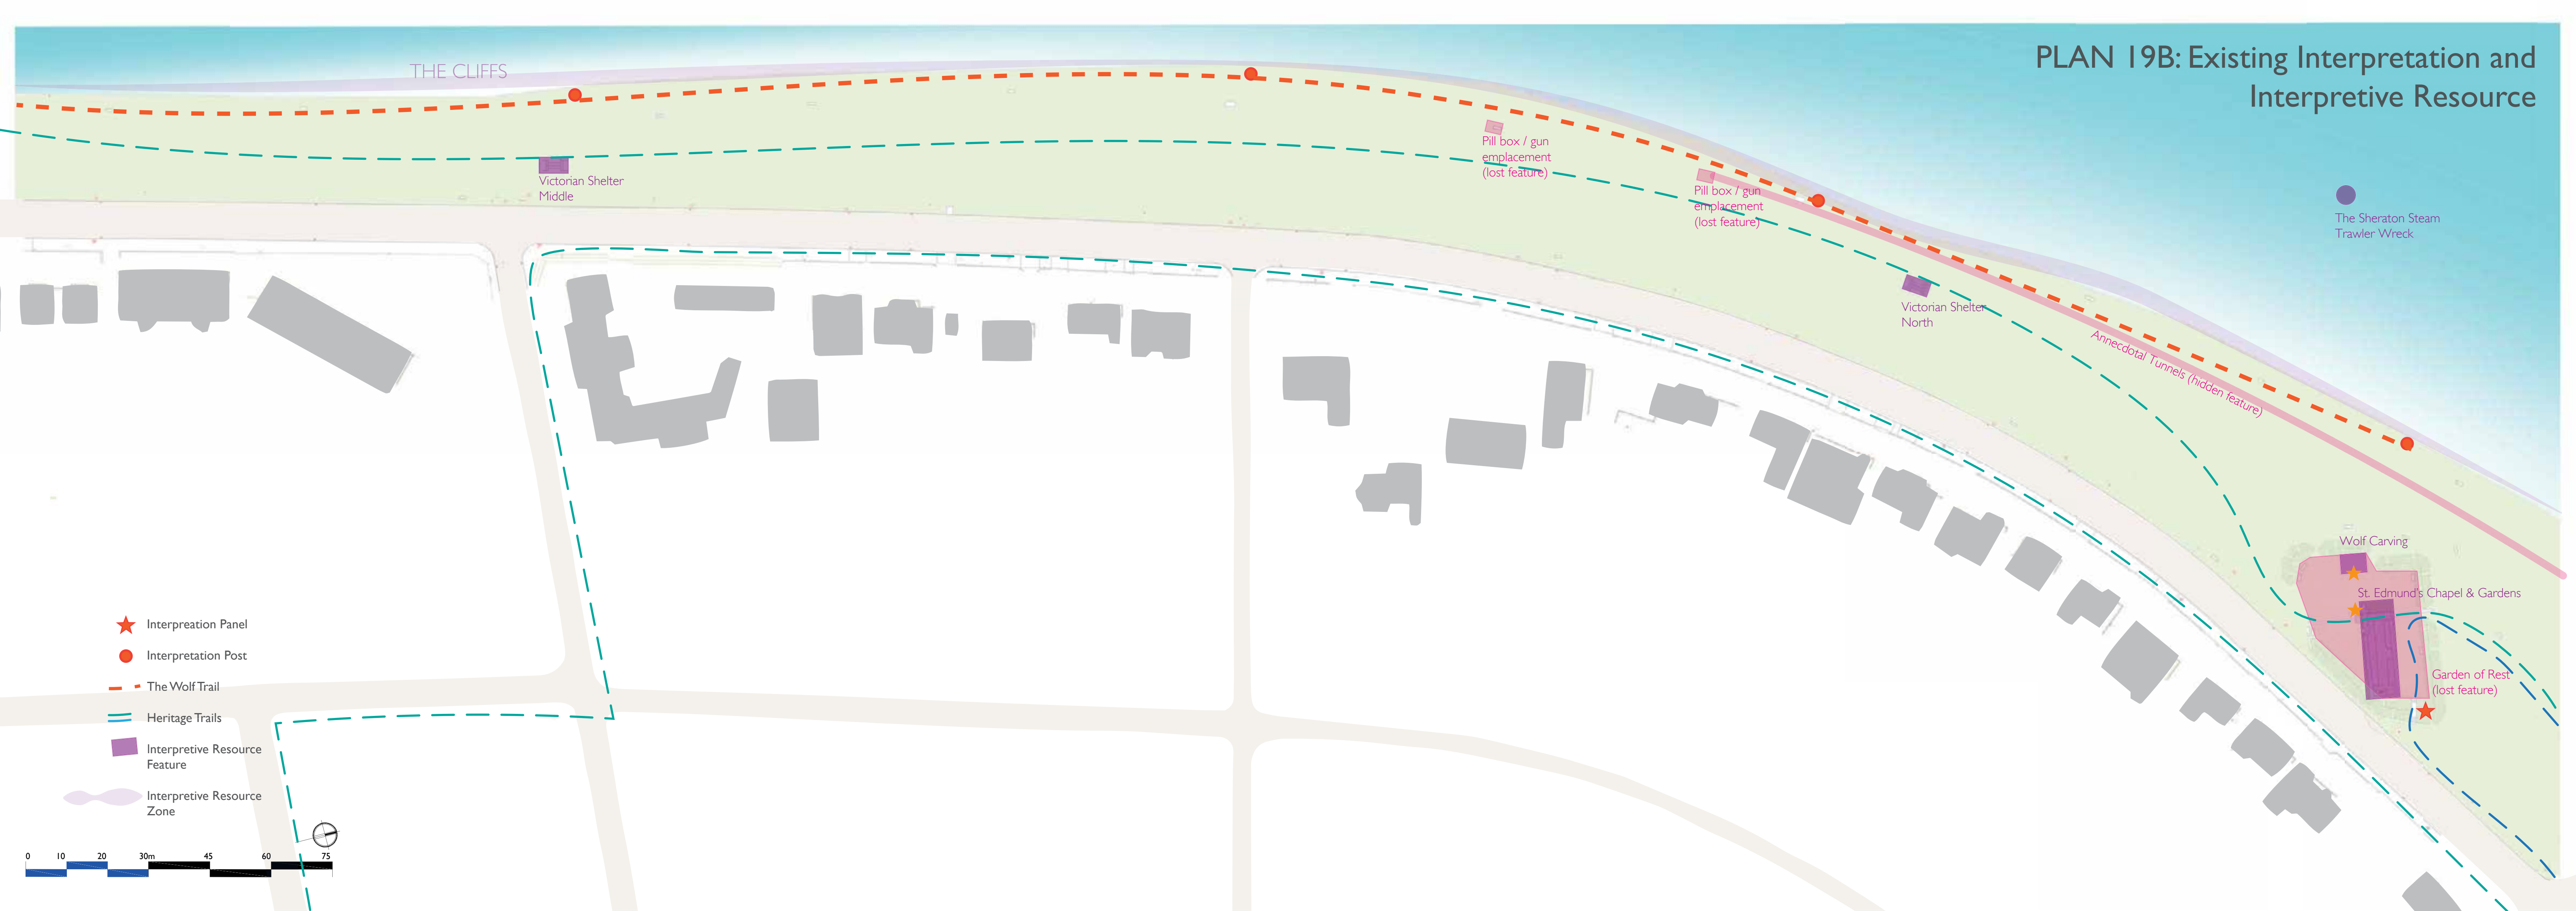 PLAN 19B: Existing Interpretation and
Interpretive Resource
THE CLIFFS
Victorian Shelter
Middle
Pill box / gun
emplacement
(lost feature)
Pill box / gun
emplacement
(lost feature)
The Sheraton Steam
Trawler Wreck
Victorian Shelter
North
Annecdotal Tunnels (hidden feature)
Wolf Carving
St. Edmund's Chapel & Gardens
Garden of Rest
(lost feature)
Interpreation Panel
Interpretation Post
The Wolf Trail
Heritage Trails
Interpretive Resource
Feature
Interpretive Resource
Zone
0 10 20 30m 45 60 75